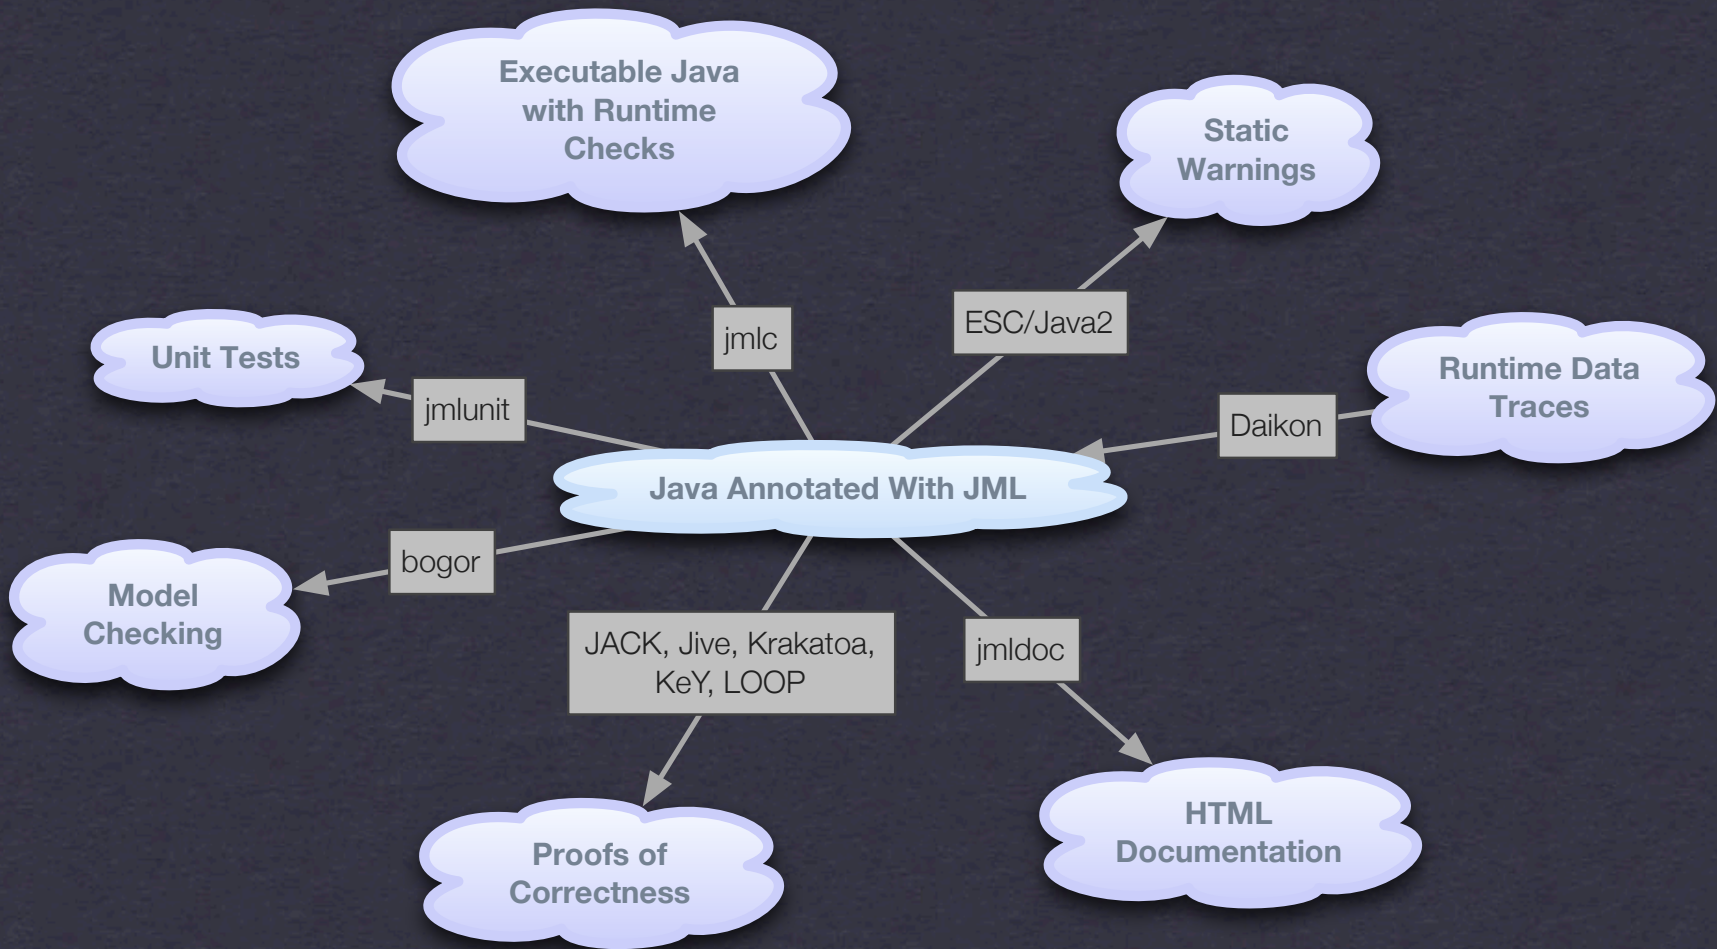 Executable Java
with Runtime
Checks
Static
Warnings
jmlc
ESC/Java2
Unit Tests
Runtime Data
Traces
jmlunit
Daikon
Java Annotated With JML
bogor
Model
Checking
JACK, Jive, Krakatoa,
KeY, LOOP
jmldoc
HTML
Documentation
Proofs of
Correctness